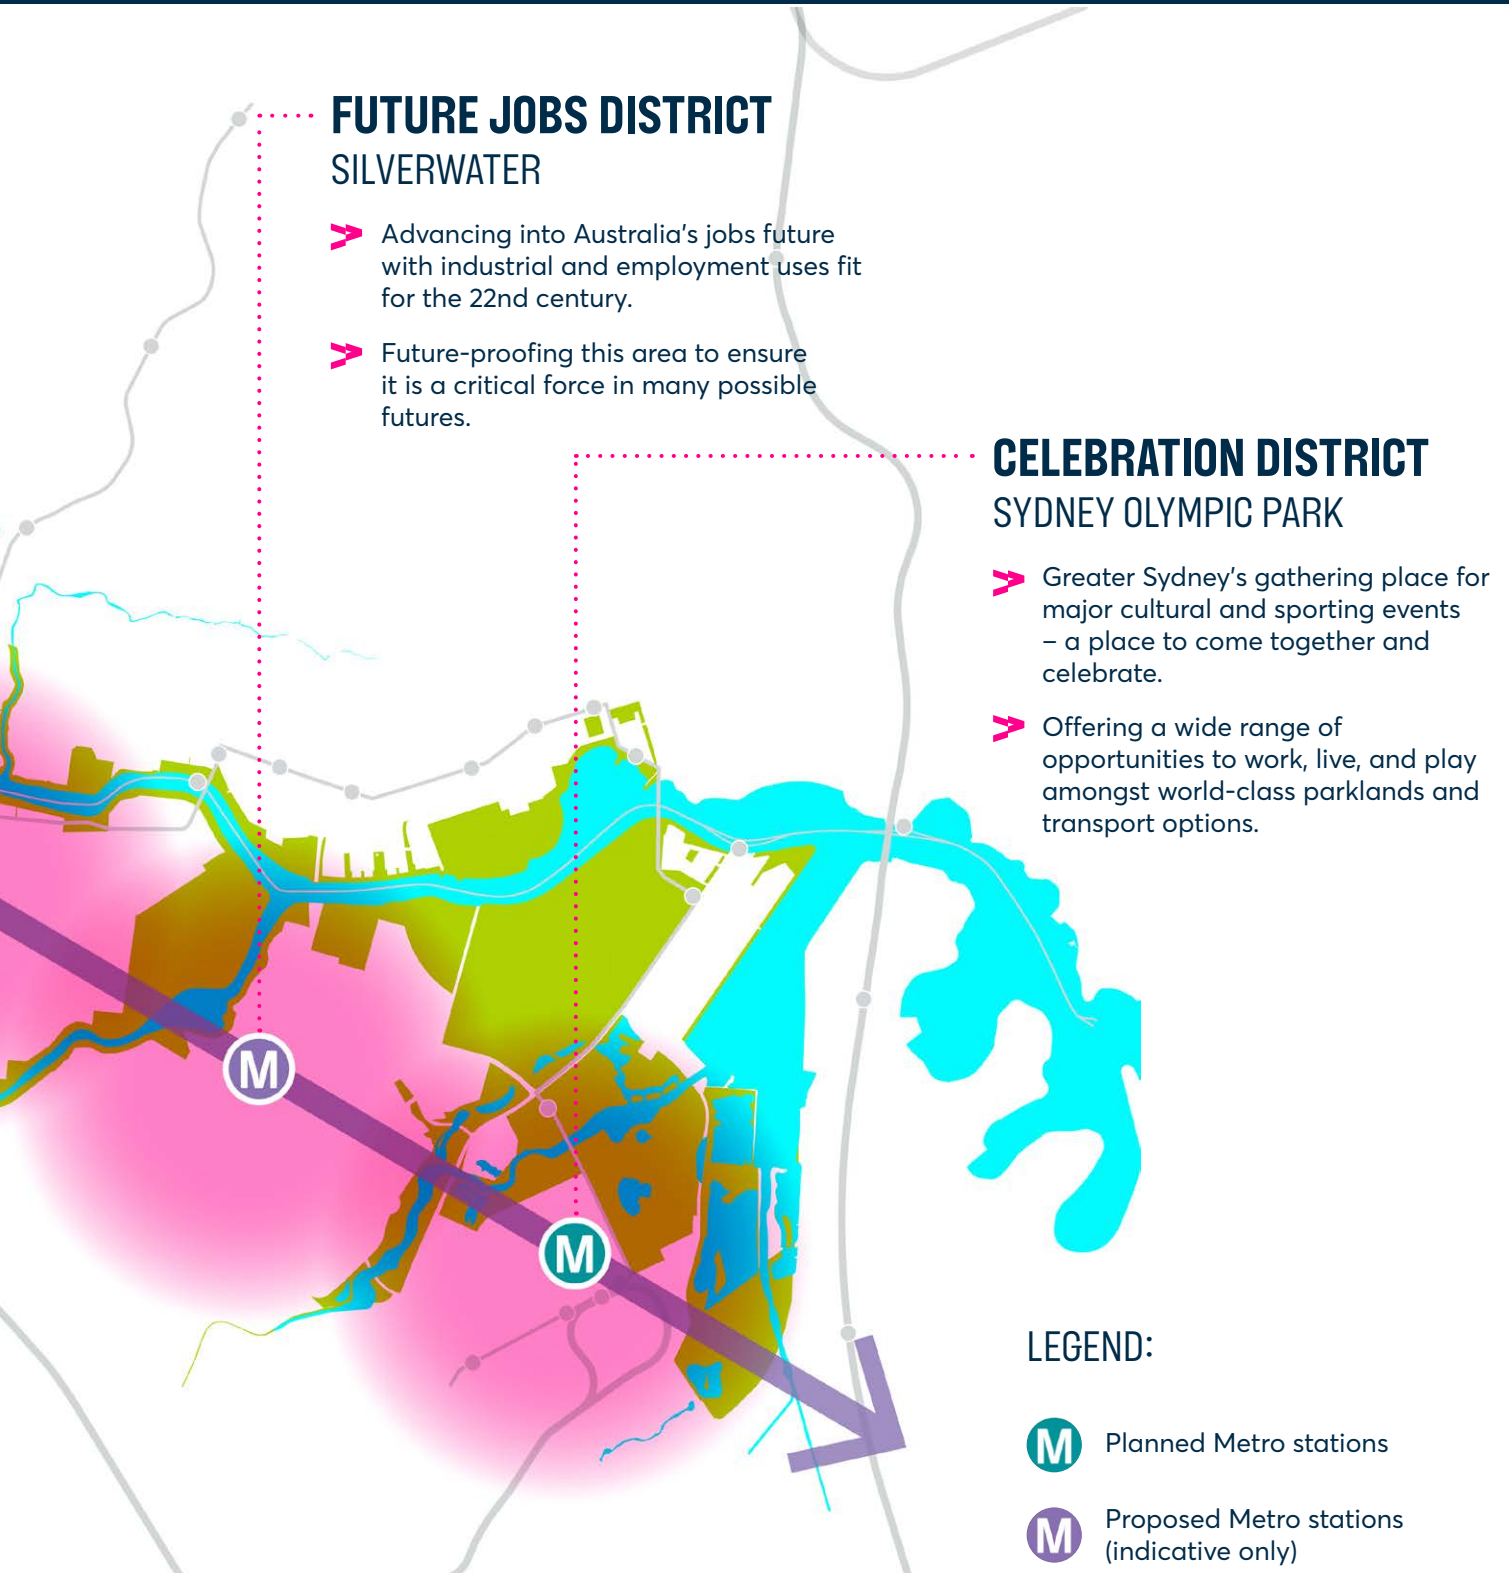 FUTURE JOBS DISTRICT
SILVERWATER
Advancing into Australia's jobs future
with industrial and employment uses fit
for the 22nd century.
Future-proofing this area to ensure
it is a critical force in many possible
futures.
CELEBRATION DISTRICT
SYDNEY OLYMPIC PARK
Greater Sydney's gathering place for
major cultural and sporting events
– a place to come together and
celebrate.
Offering a wide range of
opportunities to work, live, and play
amongst world-class parklands and
transport options.
M
M
LEGEND:
M Planned Metro stations
M Proposed Metro stations
(indicative only)